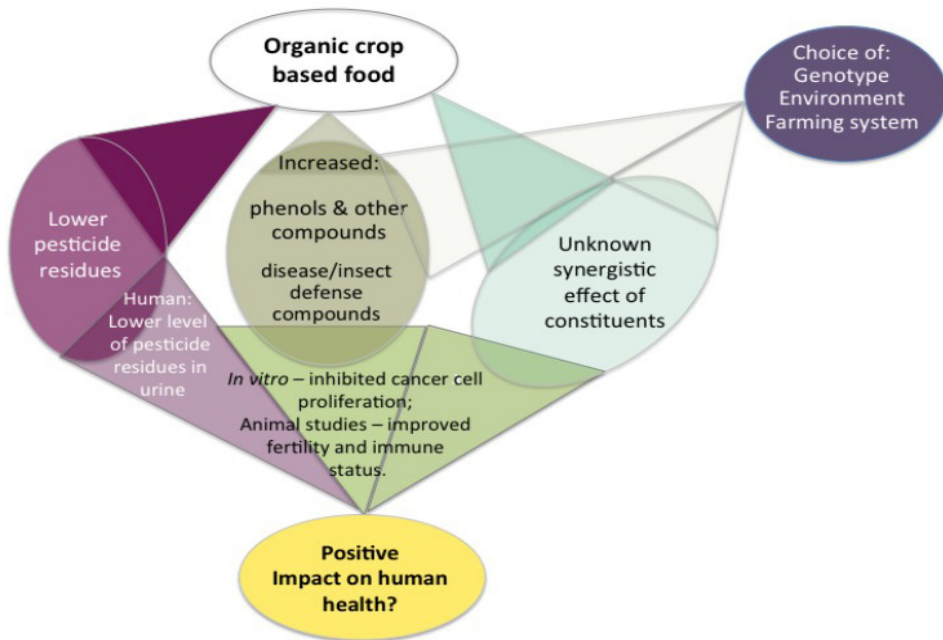 Organic crop
based food
Choice of:
Genotype
Environment
Farming system
Increased:
phenols & other
compounds
disease/insect
defense
compounds
Lower
pesticide
residues
Unknown
synergistic
effect of
constituents
Human:
Lower level
of pesticide
residues in
urine
In vitro – inhibited cancer cell
proliferation;
Animal studies – improved
fertility and immune
status.
Positive
Impact on human
health?